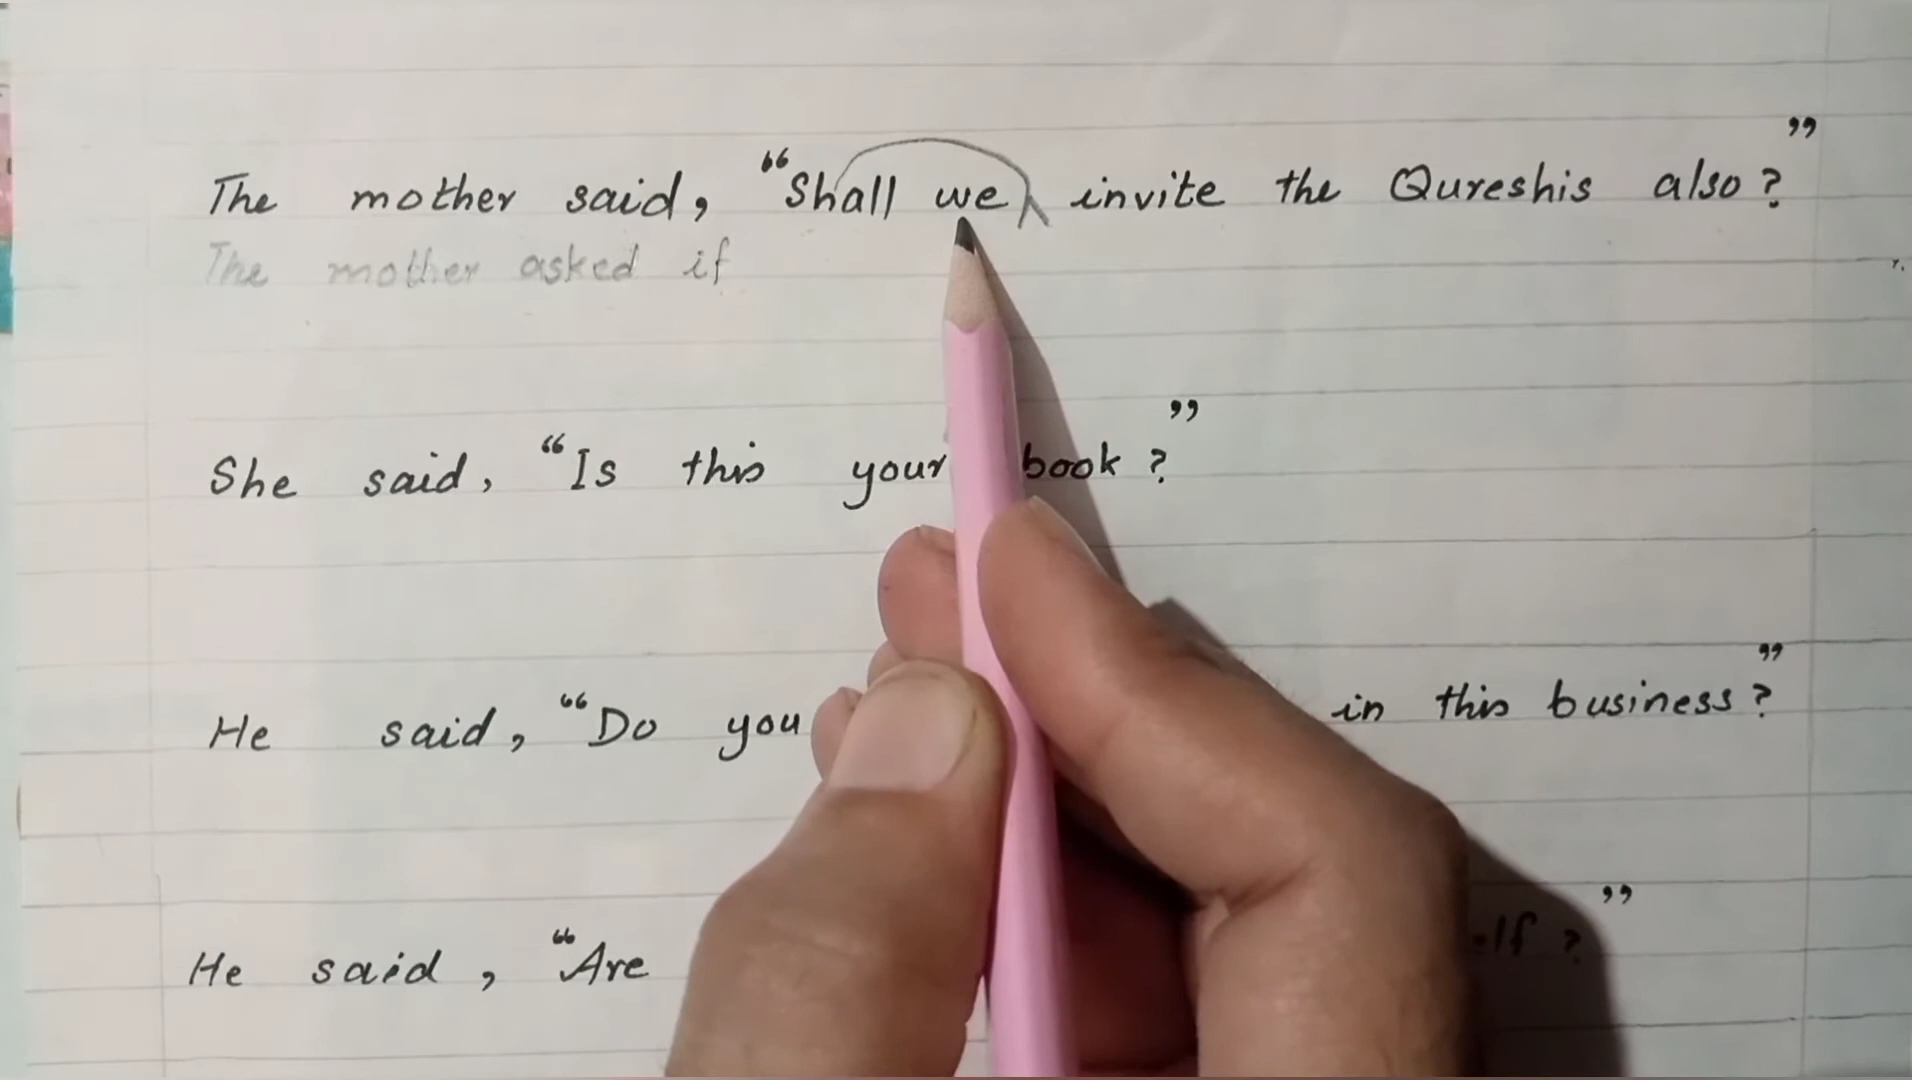 The mother said, “Shall we invite the Qureshis also?”
The mother asked if
She said, “Is this your book?”
He said, “Do you in this business?”
He said, “Are ?”